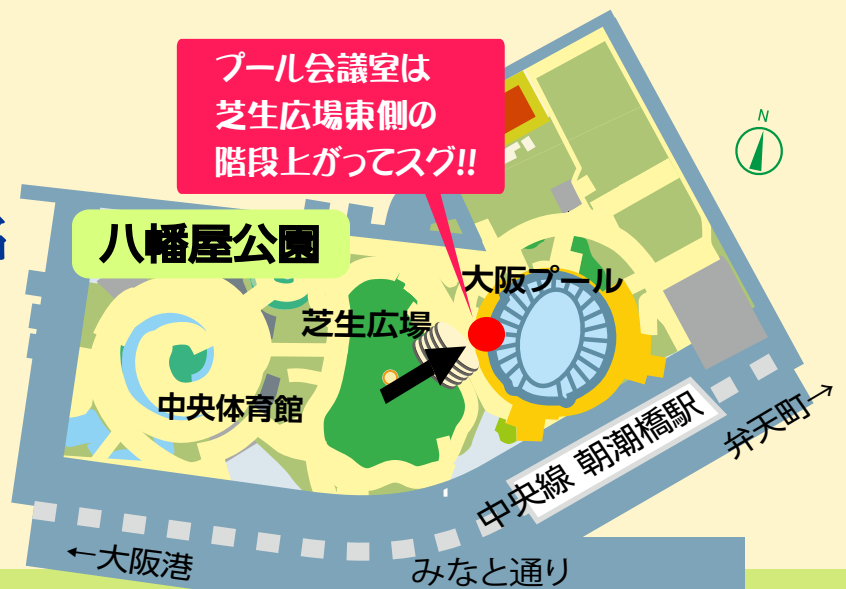 プール会議室は
芝生広場東側の
階段上がってスグ!!
N
八幡屋公園
大阪プール
芝生広場
中央体育館
中央線 朝潮橋駅
弁天町→
←大阪港
みなと通り